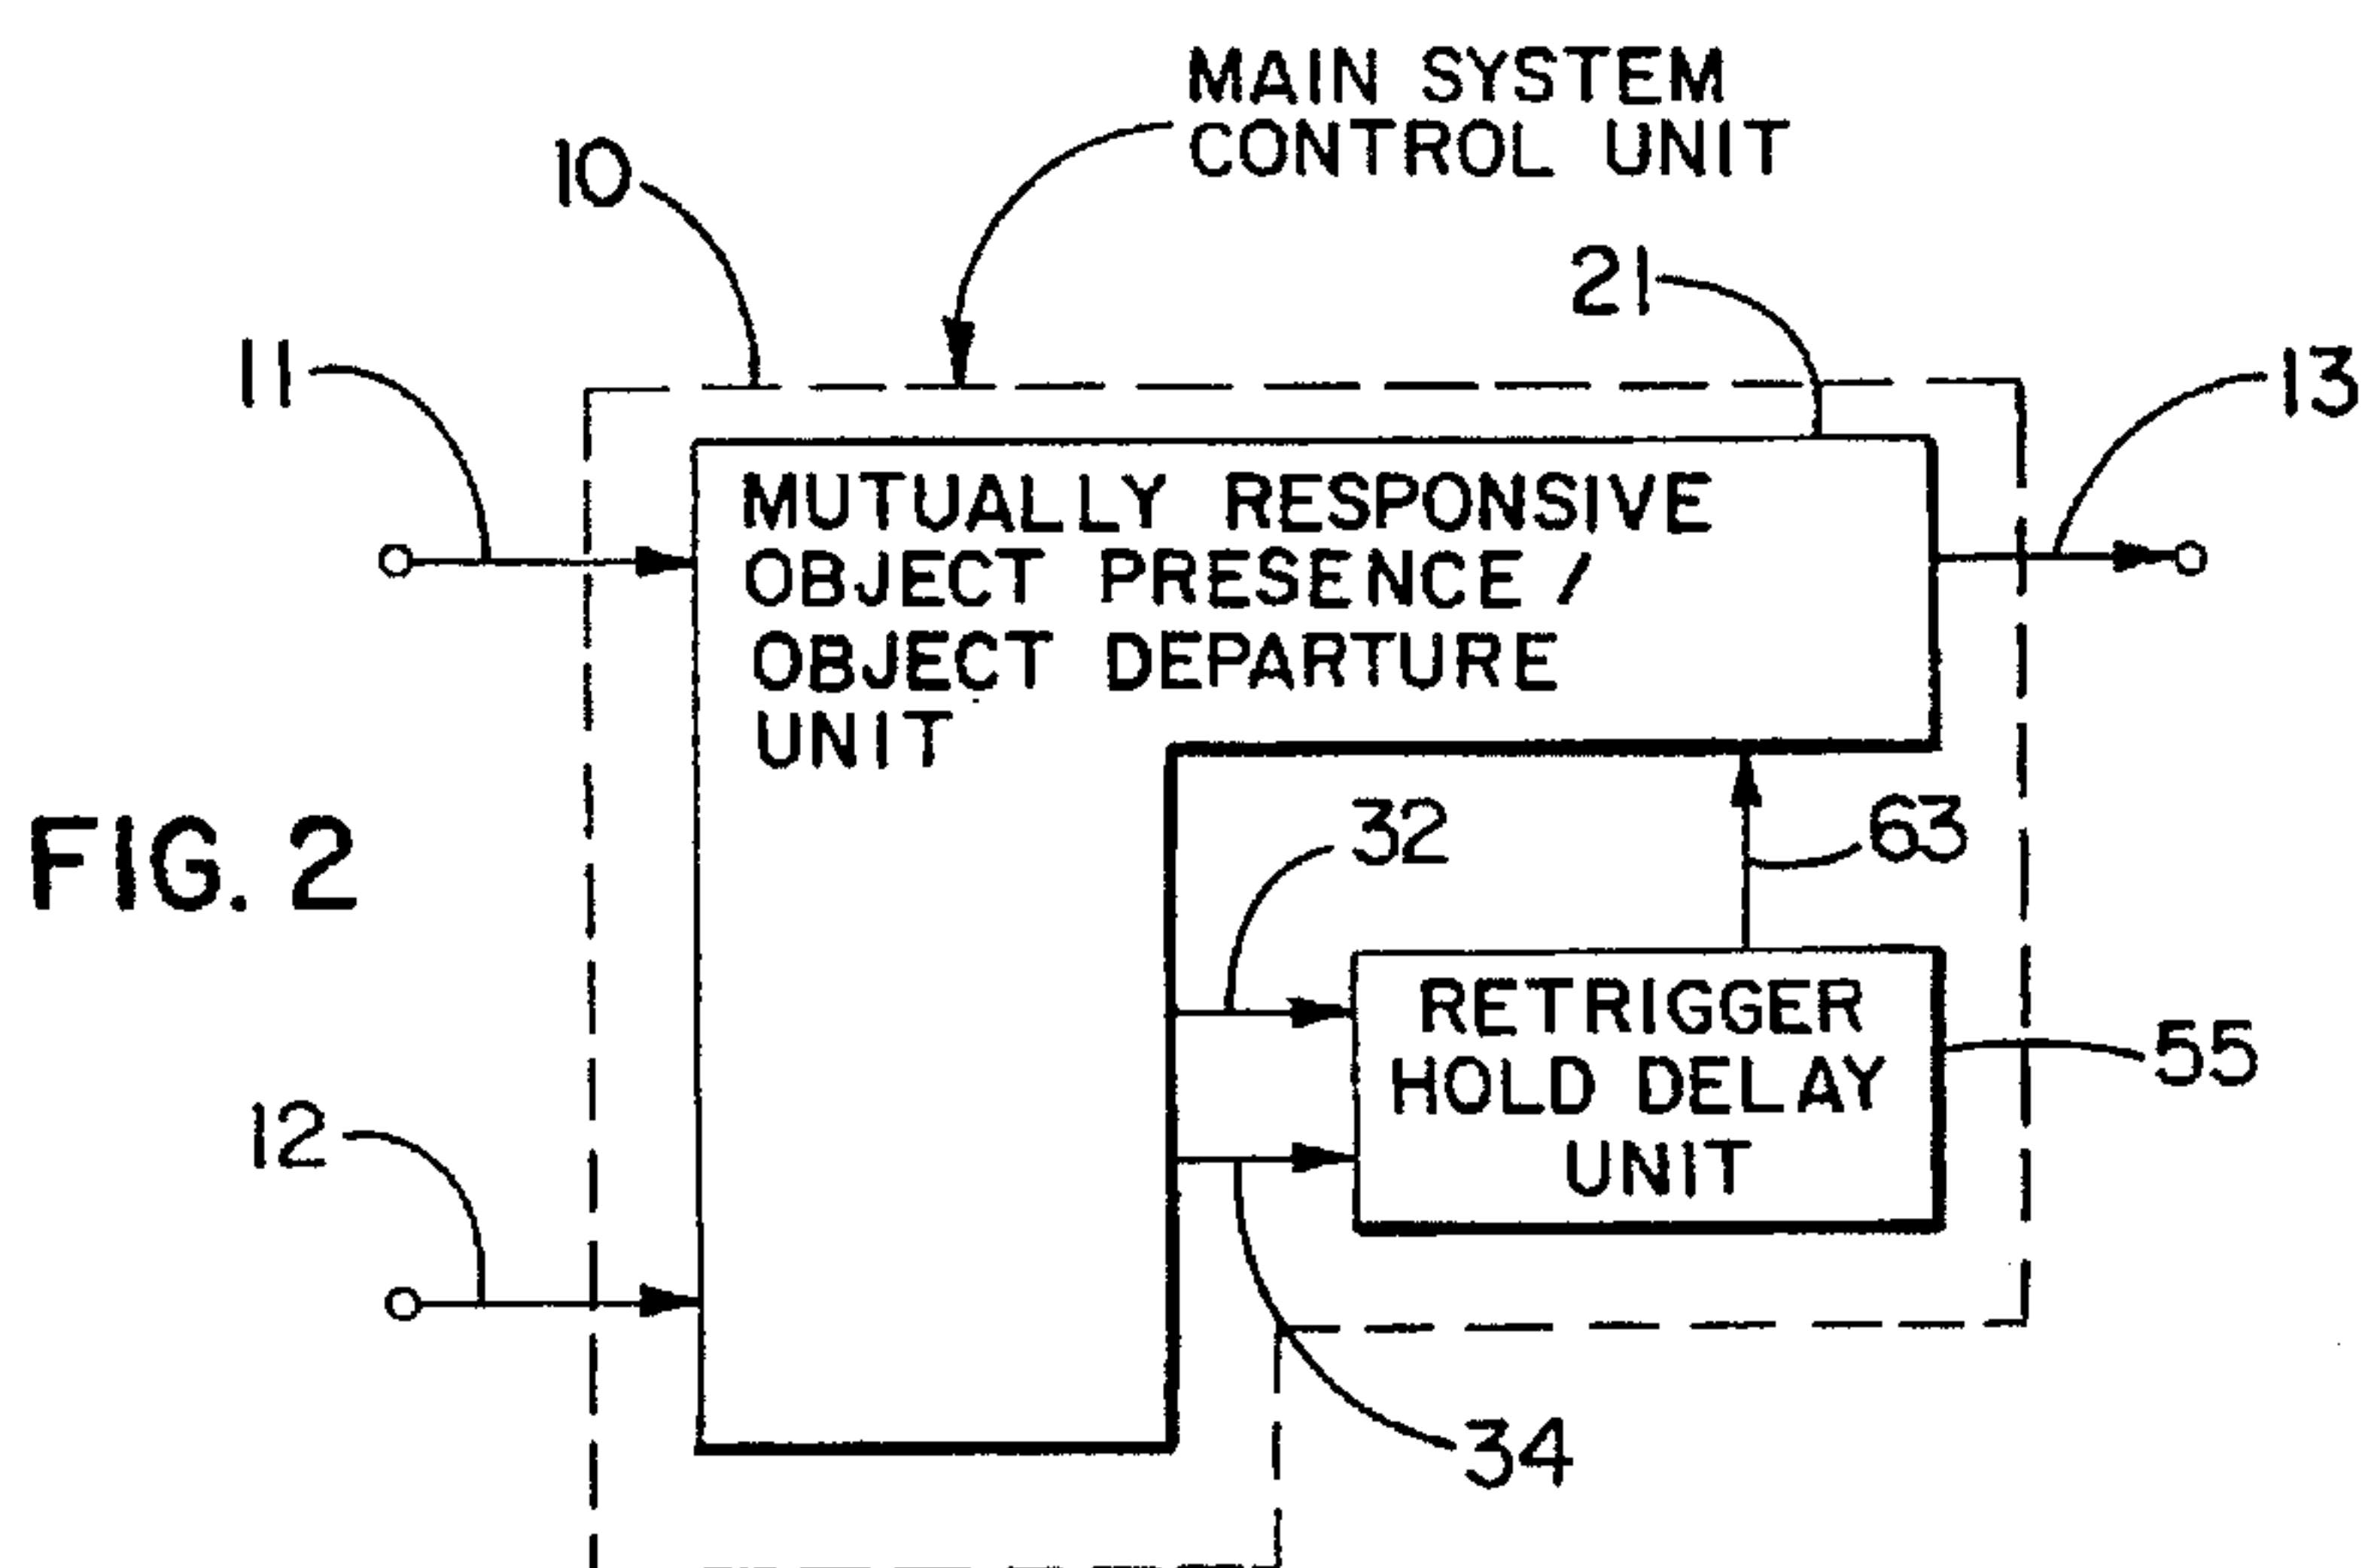 MAIN SYSTEM
CONTROL UNIT
10
21
11
13
MUTUALLY RESPONSIVE
OBJECT PRESENCE /
OBJECT DEPARTURE
UNIT
FIG. 2
32
63
RETRIGGER
HOLD DELAY
UNIT
55
12
34